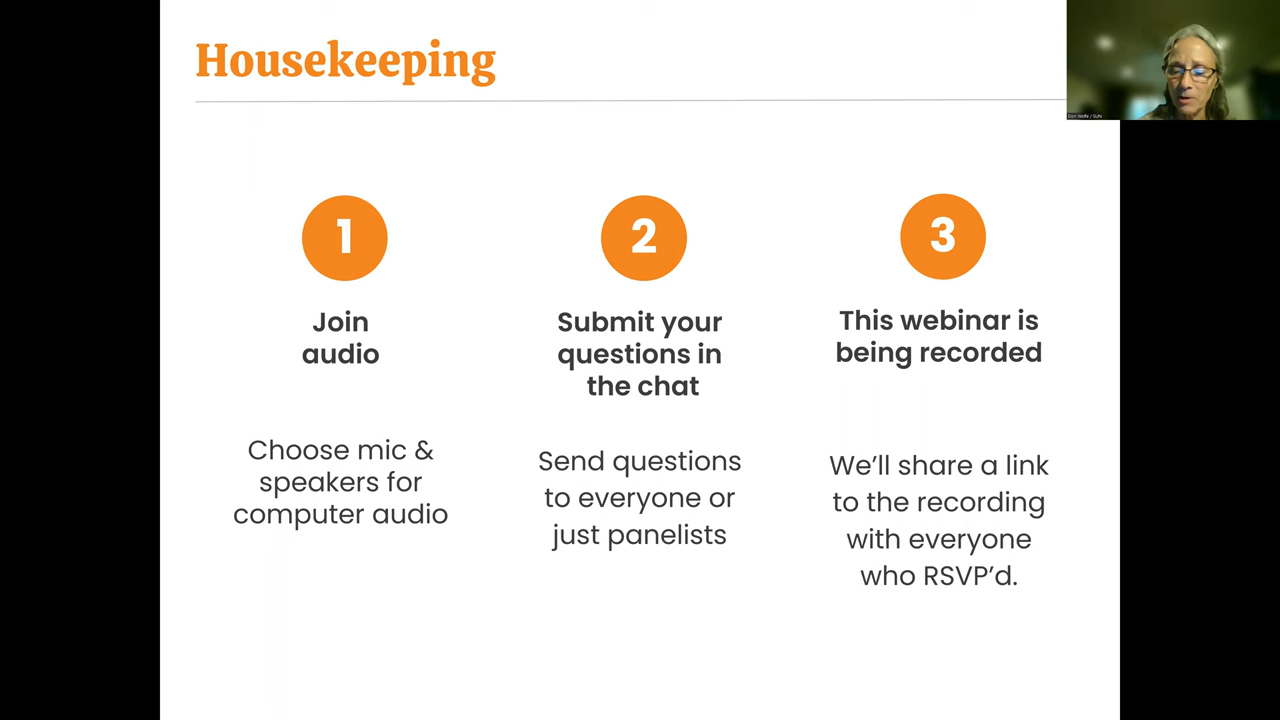 Housekeeping
1
Join
audio
Choose mic &
speakers for
computer audio
2
Submit your
questions in
the chat
Send questions
to everyone or
just panelists
3
This webinar is
being recorded
We’ll share a link
to the recording
with everyone
who RSVP’d.